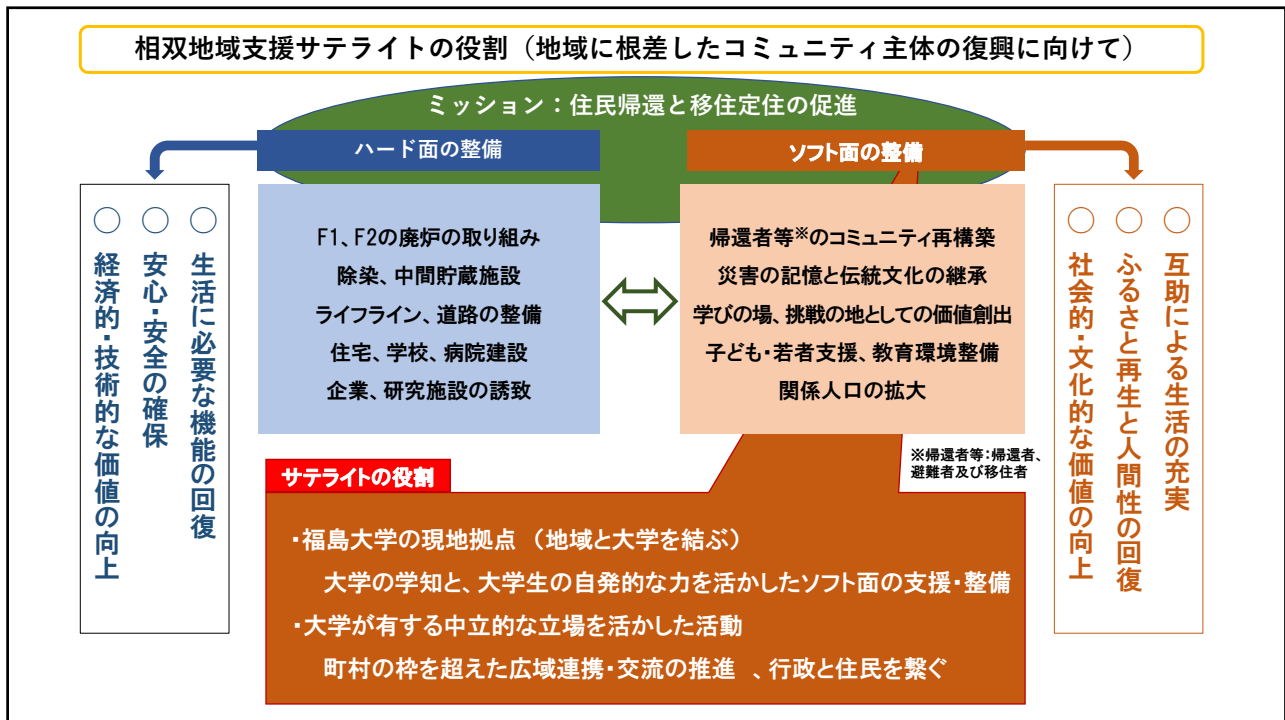 相双地域支援サテライトの役割（地域に根差したコミュニティ主体の復興に向けて）
ミッション：住民帰還と移住定住の促進
ハード面の整備
F1、F2の廃炉の取り組み
除染、中間貯蔵施設
ライフライン、道路の整備
住宅、学校、病院建設
企業、研究施設の誘致
○生活に必要な機能の回復
○安心・安全の確保
○経済的・技術的な価値の向上
ソフト面の整備
帰還者等※のコミュニティ再構築
災害の記憶と伝統文化の継承
学びの場、挑戦の地としての価値創出
子ども・若者支援、教育環境整備
関係人口の拡大
○互助による生活の充実
○ふるさと再生と人間性の回復
○社会的・文化的な価値の向上
※帰還者等：帰還者、
避難者及び移住者
サテライトの役割
・福島大学の現地拠点 （地域と大学を結ぶ）
大学の学知と、大学生の自発的な力を活かしたソフト面の支援・整備
・大学が有する中立的な立場を活かした活動
町村の枠を超えた広域連携・交流の推進 、行政と住民を繋ぐ